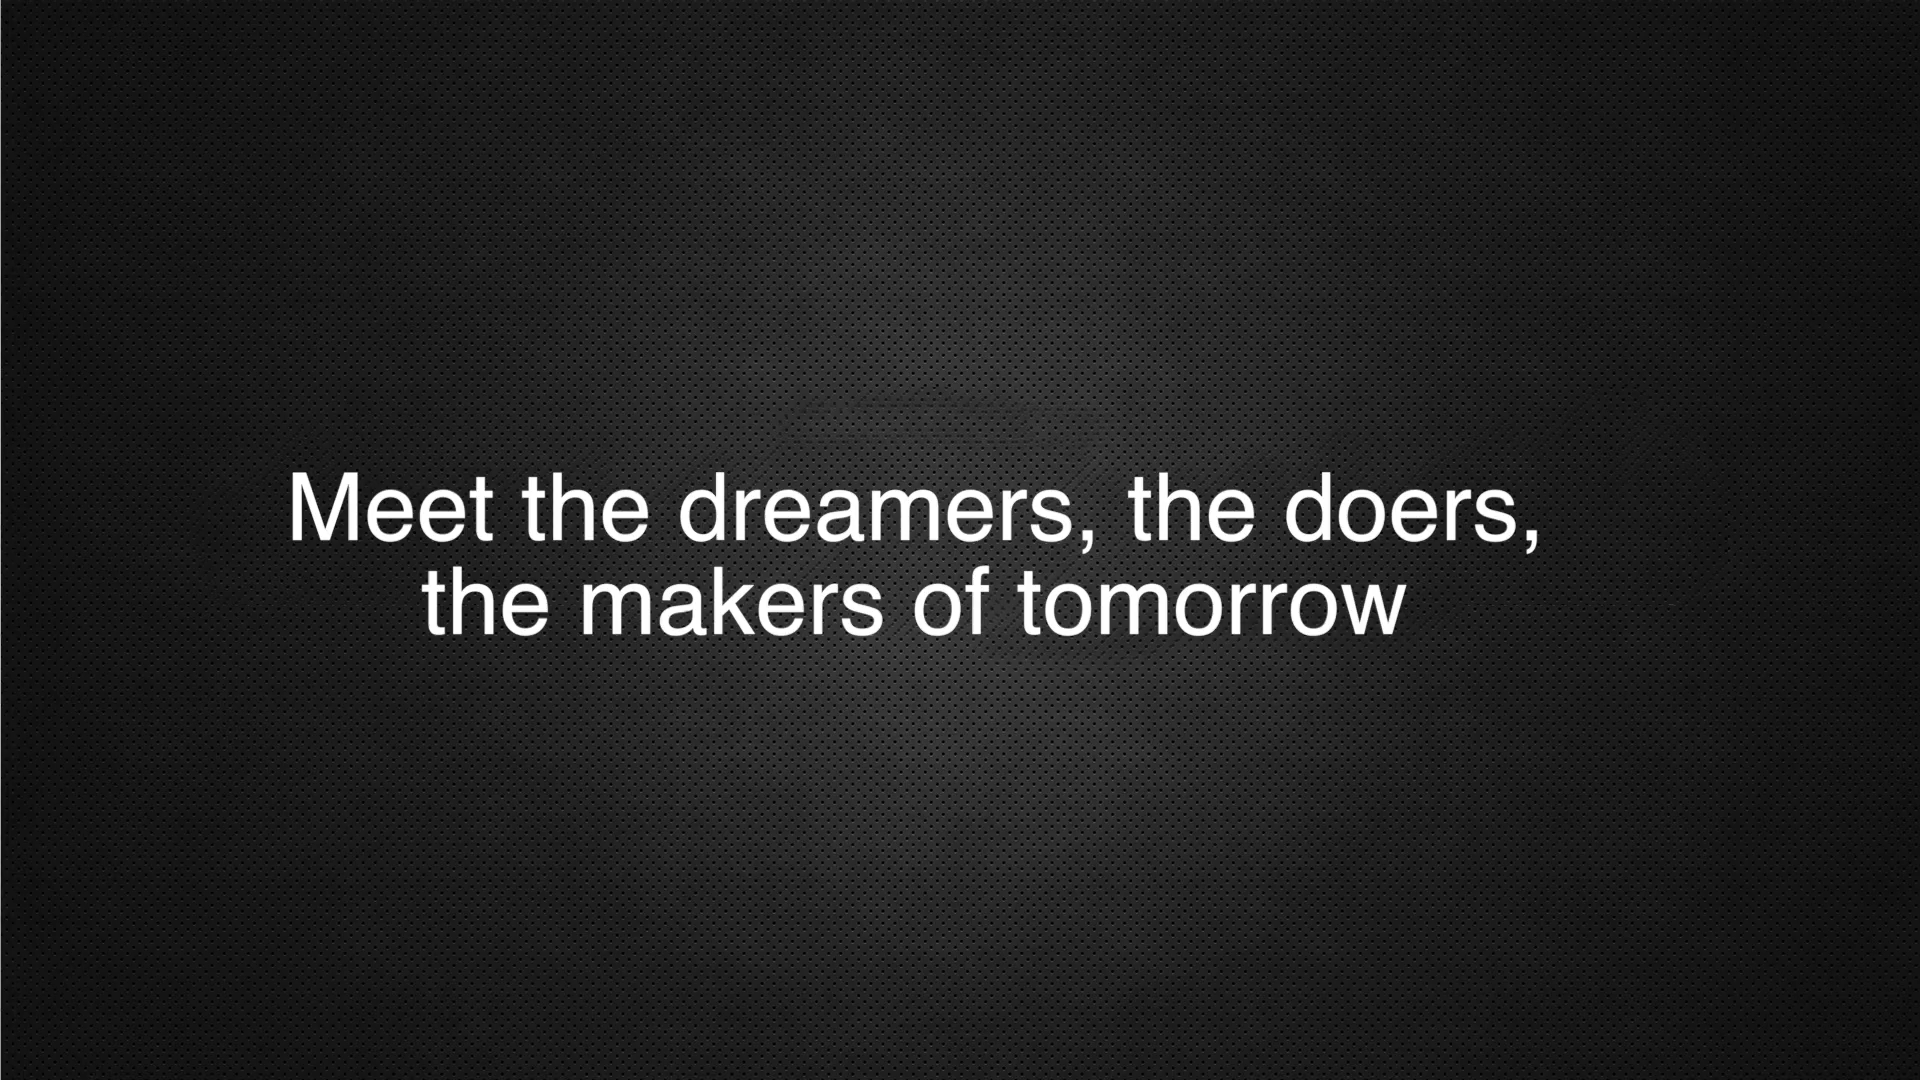 Meet the dreamers, the doers,
the makers of tomorrow